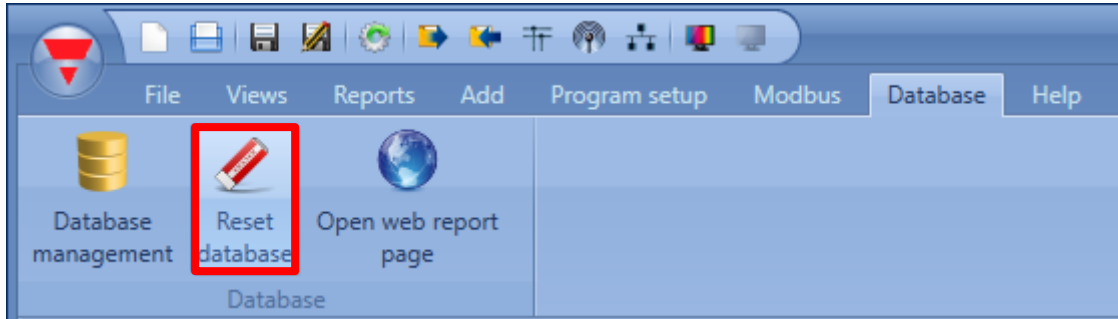 File Views Reports Add Program setup Modbus Database Help
Database management
Reset database
Open web report page
Database